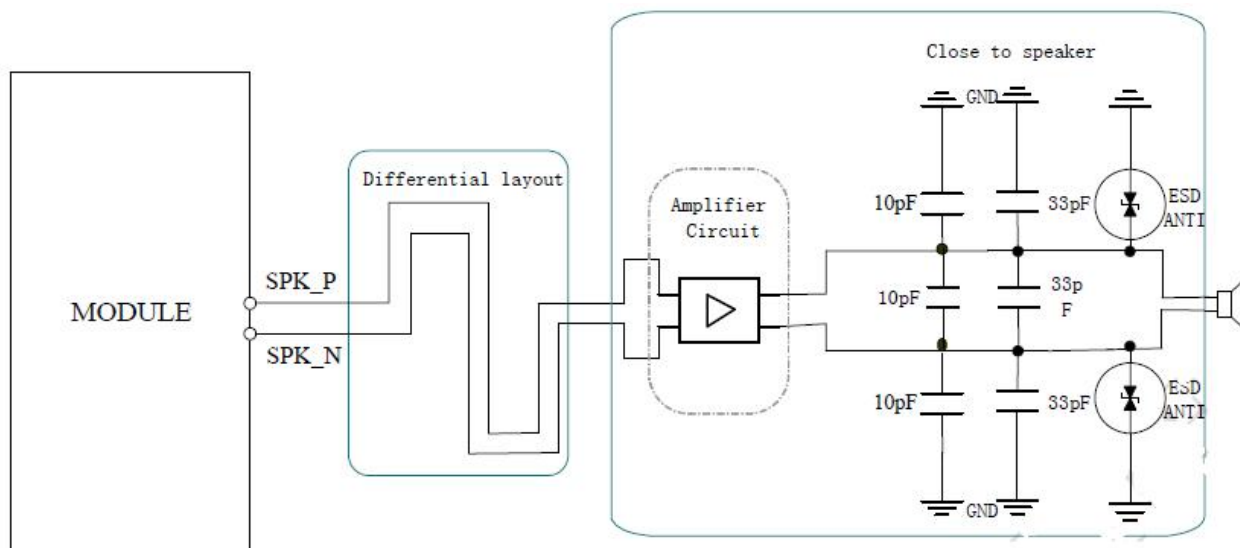 Close to speaker
GND
Differential layout
Amplifier
Circuit
10pF
33pF
ESD
ANTI
SPK_P
MODULE
10pF
33p
F
SPK_N
10pF
33pF
ESD
ANTI
GND